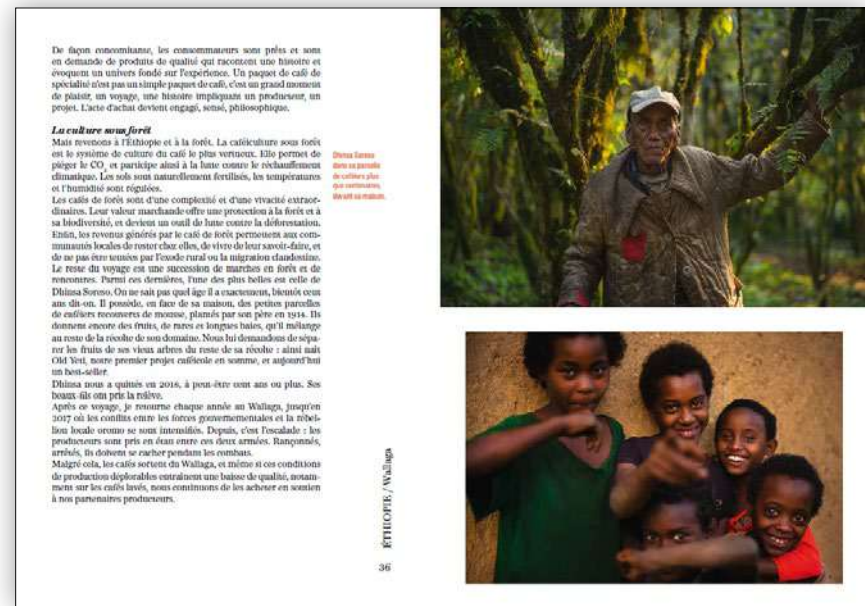 De façon concomitante, les consommateurs sont prêts et sont
en demande de produits de qualité qui racontent une histoire et
évoquent un univers fondé sur l'expérience. Un paquet de café de
spécialité n'est pas un simple paquet de café, c'est un grand moment
de plaisir, un voyage, une histoire impliquant un producteur, un
projet. L'acte d'achat devient engagé, sensé, philosophique.
La culture sous forêt
Mais revenons à l'Éthiopie et à la forêt. La caféiculture sous forêt
est le système de culture du café le plus vertueux. Elle permet de
piéger le CO2 et participe ainsi à la lutte contre le réchauffement
climatique. Les sols sont naturellement fertilisés, les températures
et l'humidité sont régulées.
Les cafés de forêt sont d'une complexité et d'une vivacité extraor-
dinaires. Leur valeur marchande offre une protection à la forêt et à
sa biodiversité, et devient un outil de lutte contre la déforestation.
Enfin, les revenus générés par le café de forêt permettent aux com-
munautés locales de rester chez elles, de vivre de leur savoir-faire, et
de ne pas être tentées par l'exode rural ou la migration clandestine.
Le reste du voyage est une succession de marches en forêt et de
rencontres. Parmi ces dernières, l'une des plus belles est celle de
Dhinsa Soreso. On ne sait pas quel âge il a exactement, bientôt cent
ans dit-on. Il possède, en face de sa maison, des petites parcelles
de caféiers recouverts de mousse, plantés par son père en 1914. Ils
donnent encore des fruits, de rares et longues baies, qu'il mélange
au reste de la récolte de son domaine. Nous lui demandons de sépa-
rer les fruits de ses vieux arbres du reste de sa récolte : ainsi naît
Old Yeti, notre premier projet caféicole en somme, et aujourd'hui
un best-seller.
Dhinsa nous a quittés en 2018, à peut-être cent ans ou plus. Ses
beaux-fils ont pris la relève.
Après ce voyage, je retourne chaque année au Wallaga, jusqu'en
2017 où les conflits entre les forces gouvernementales et la rébel-
lion locale oromo se sont intensifiés. Depuis, c'est l'escalade : les
producteurs sont pris en étau entre ces deux armées. Rançonnés,
arrêtés, ils doivent se cacher pendant les combats.
Malgré cela, les cafés sortent du Wallaga, et même si ces conditions
de production déplorables entraînent une baisse de qualité, notam-
ment sur les cafés lavés, nous continuons de les acheter en soutien
à nos partenaires producteurs.
Dhinsa Soreso
dans sa parcelle
de caféiers plus
que centenaires,
devant sa maison.
ÉTHIOPIE / Wallaga
36